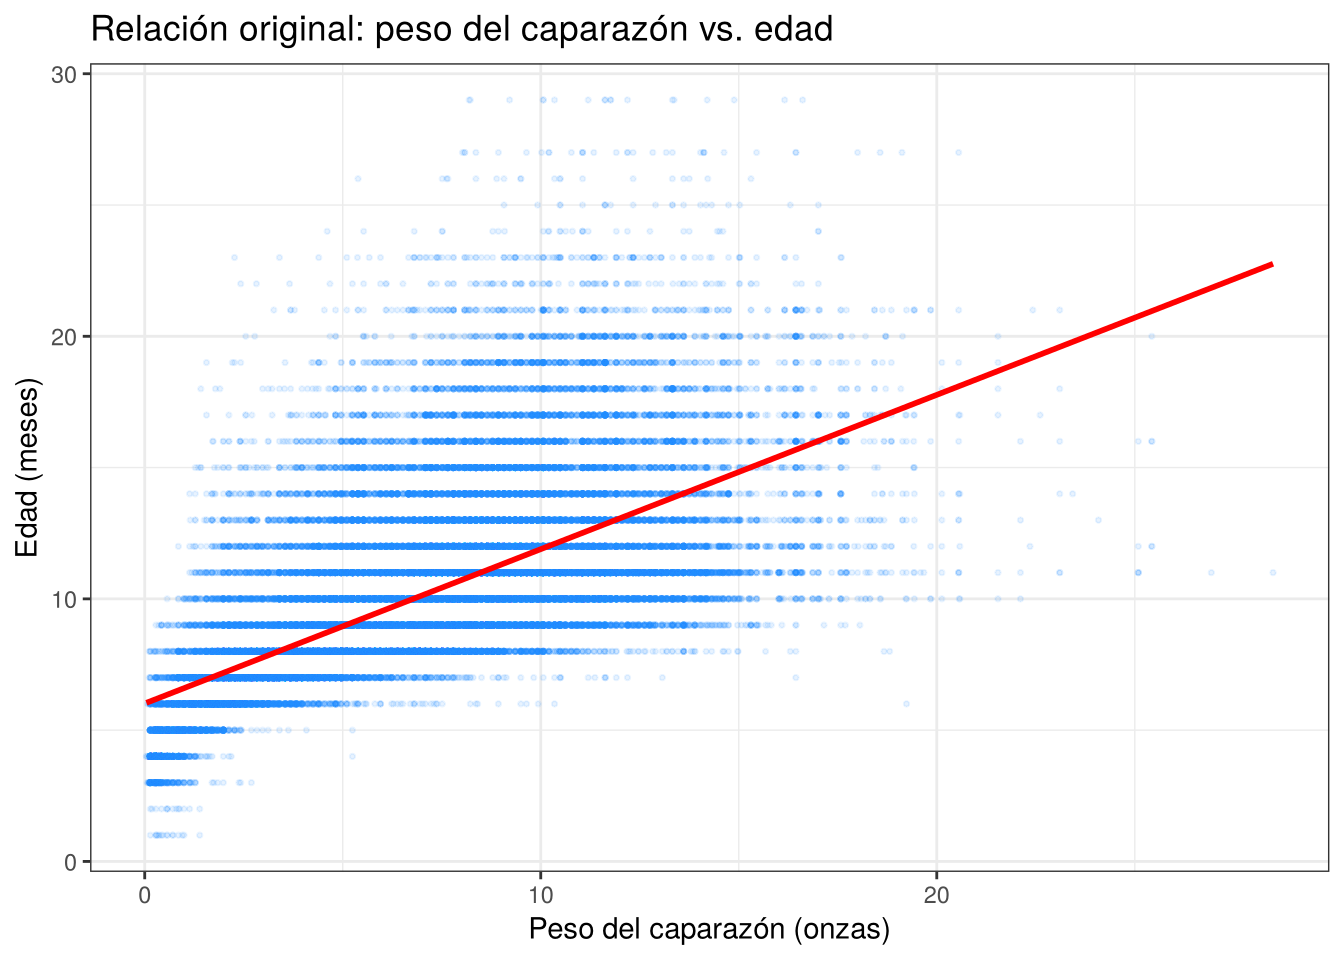 Relación original: peso del caparazón vs. edad
30
20
10
0
Edad (meses)
0 10 20
Peso del caparazón (onzas)